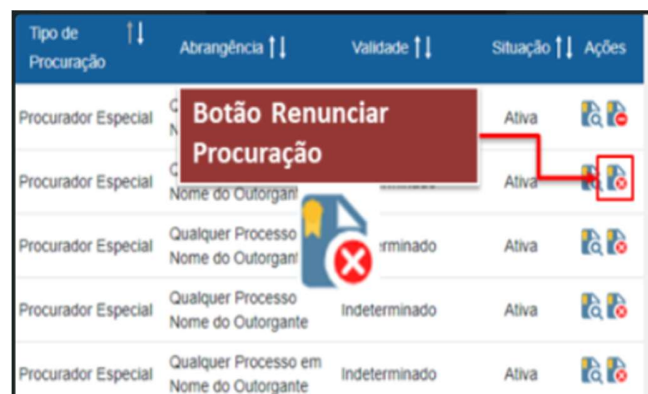 Tipo de
Procuração
Abrangência
Validade
Situação
Ações
Procurador Especial
Ativa
Botão Renunciar
Procuração
Procurador Especial
Nome do Outorgant
Ativa
Procurador Especial
Qualquer Processo
Nome do Outorgant
rminado
Ativa
Procurador Especial
Qualquer Processo
Nome do Outorgante
Indeterminado
Ativa
Procurador Especial
Qualquer Processo em
Nome do Outorgante
Indeterminado
Ativa